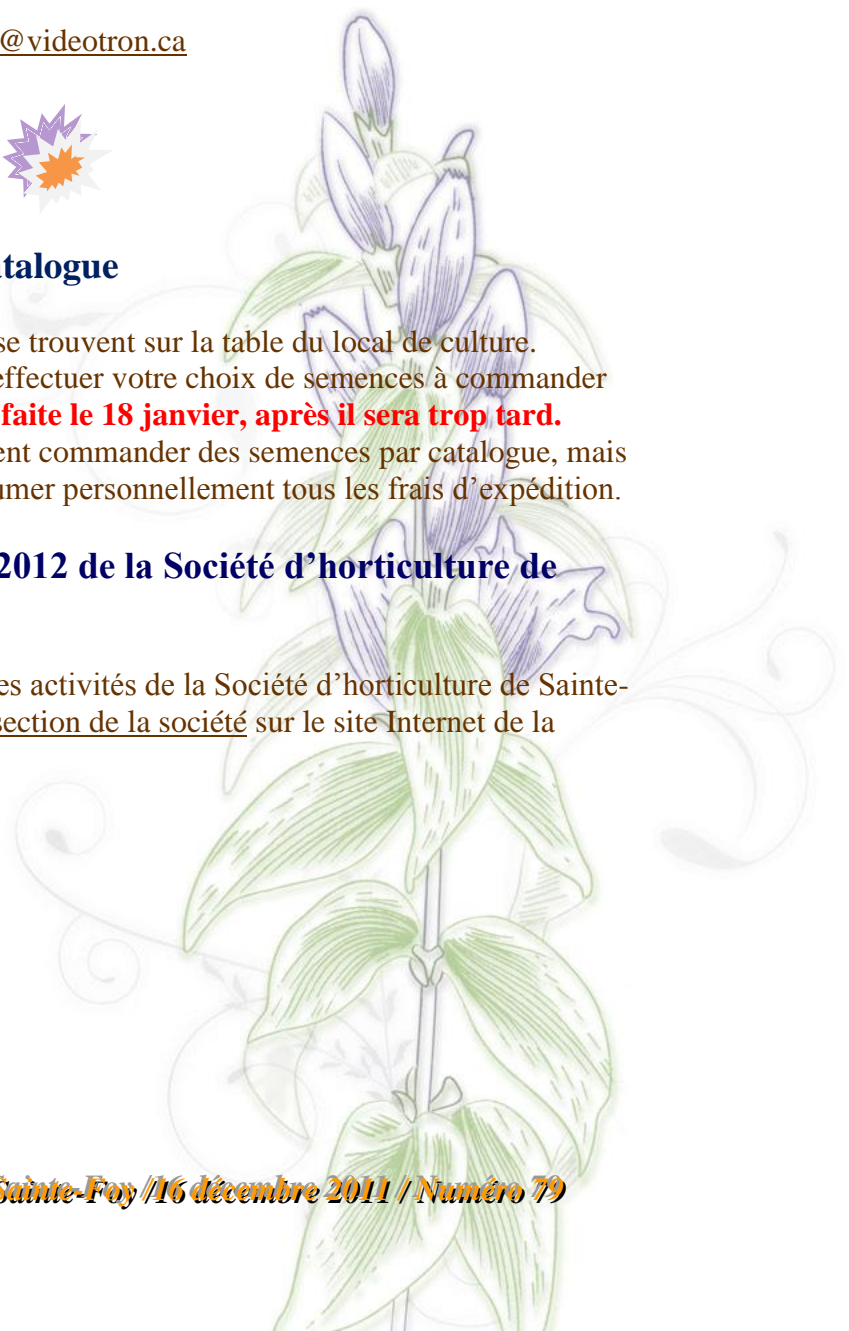 @videotron.ca
atalogue
se trouvent sur la table du local de culture.
effectuer votre choix de semences à commander
faite le 18 janvier, après il sera trop tard.
ent commander des semences par catalogue, mais
umer personnellement tous les frais d’expédition.
2012 de la Société d’horticulture de
es activités de la Société d’horticulture de Sainte-
section de la société sur le site Internet de la
Sainte-Foy /16 décembre 2011 / Numéro 79